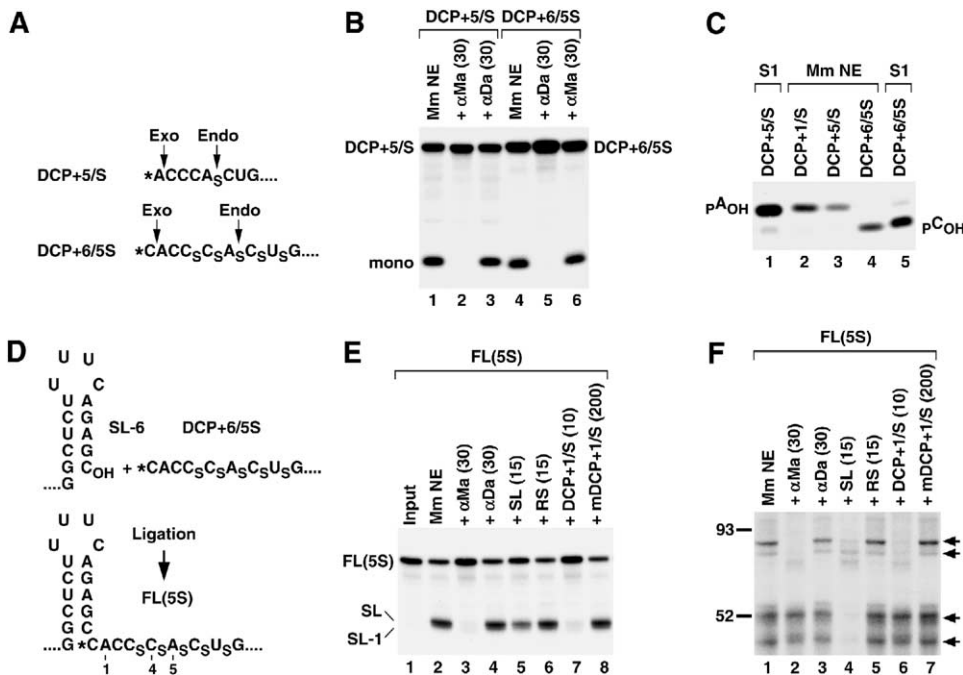 A
Exo Endo
DCP+5/S *ACCCASCUG....
Exo Endo
DCP+6/5S *CACCSCSASCSUSG....
B
DCP+5/S DCP+6/5S
Mm NE
+ αMa (30)
+ αDa (30)
Mm NE
+ αDa (30)
+ αMa (30)
DCP+5/S DCP+6/5S
mono
1 2 3 4 5 6
C
S1 Mm NE S1
DCP+5/S
DCP+1/S
DCP+5/S
DCP+6/5S
DCP+6/5S
pAOH
pCOH
1 2 3 4 5
D
U U
U C
U A
C G
U A
C G
G COH + *CACCSCSASCSUSG....
....G
SL-6 DCP+6/5S
Ligation
FL(5S)
U U
U C
U A
C G
U A
C G
G C
G *CACCSCSASCSUSG....
....
1 4 5
E
FL(5S)
Input
Mm NE
+ αMa (30)
+ αDa (30)
+ SL (15)
+ RS (15)
+ DCP+1/S (10)
+ mDCP+1/S (200)
FL(5S)
SL
SL-1
1 2 3 4 5 6 7 8
F
FL(5S)
Mm NE
+ αMa (30)
+ αDa (30)
+ SL (15)
+ RS (15)
+ DCP+1/S (10)
+ mDCP+1/S (200)
93
52
1 2 3 4 5 6 7